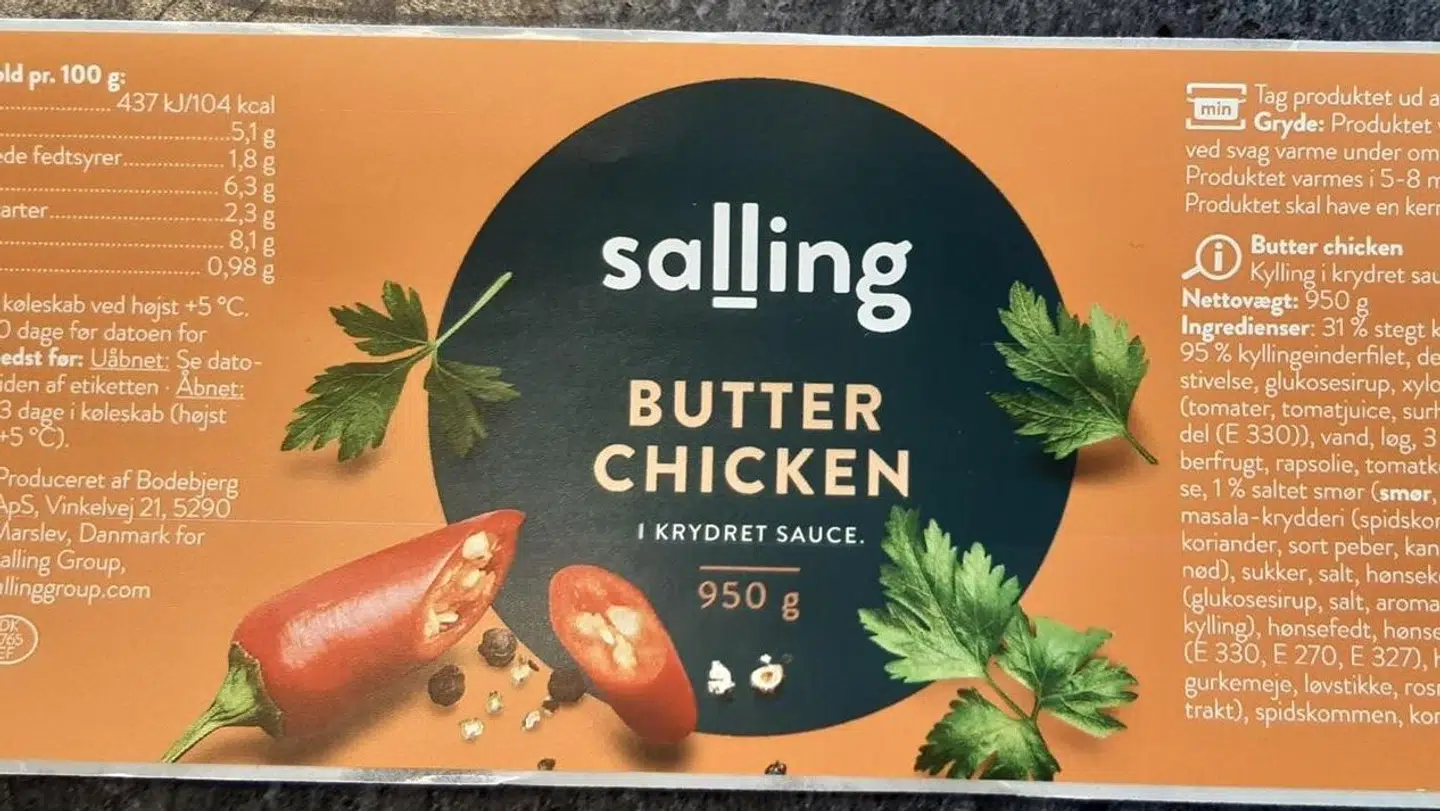 old pr. 100 g:
437 kJ/104 kcal
5,1 g
ede fedtsyrer 1,8 g
6,3 g
arter 2,3 g
8,1 g
0,98 g
køleskab ved højst +5 °C.
0 dage før datoen for
edst før: Uåbnet: Se dato-
iden af etiketten · Åbnet:
3 dage i køleskab (højst
+5 °C).
Produceret af Bodebjerg
ApS, Vinkelvej 21, 5290
Marslev, Danmark for
alling Group,
allinggroup.com
DK
765
EF
salling
BUTTER
CHICKEN
I KRYDRET SAUCE.
950 g
min
Tag produktet ud a
Gryde: Produktet v
ved svag varme under om
Produktet varmes i 5-8 m
Produktet skal have en kern
i
Butter chicken
Kylling i krydret sau
Nettovægt: 950 g
Ingredienser: 31 % stegt k
95 % kyllingeinderfilet, de
stivelse, glukosesirup, xylo
(tomater, tomatjuice, surh
del (E 330)), vand, løg, 3
berfrugt, rapsolie, tomatk
se, 1 % saltet smør (smør,
masala-krydderi (spidskom
koriander, sort peber, kan
nød), sukker, salt, hønsek
(glukosesirup, salt, aroma
kylling), hønsefedt, hønse
(E 330, E 270, E 327), h
gurkemeje, løvstikke, rosm
trakt), spidskommen, kor